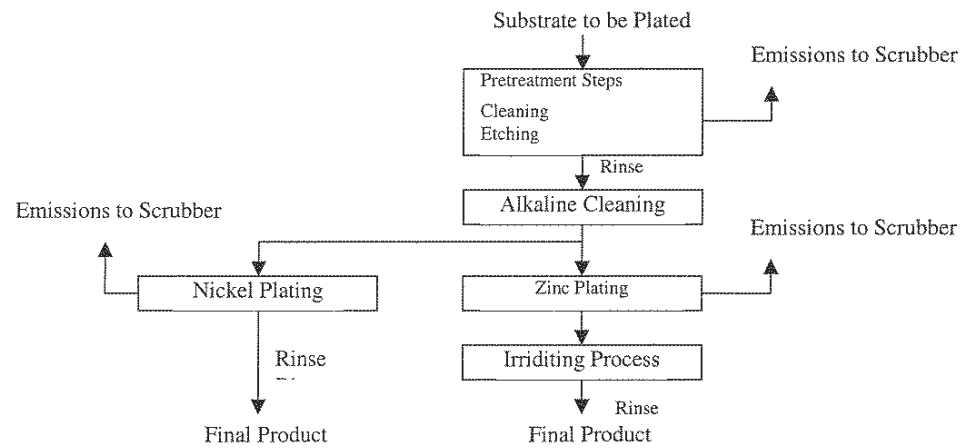 Substrate to be Plated
Emissions to Scrubber
Pretreatment Steps
Cleaning
Etching
Rinse
Alkaline Cleaning
Emissions to Scrubber
Emissions to Scrubber
Nickel Plating
Zinc Plating
Rinse
Irriditing Process
Rinse
Final Product
Final Product